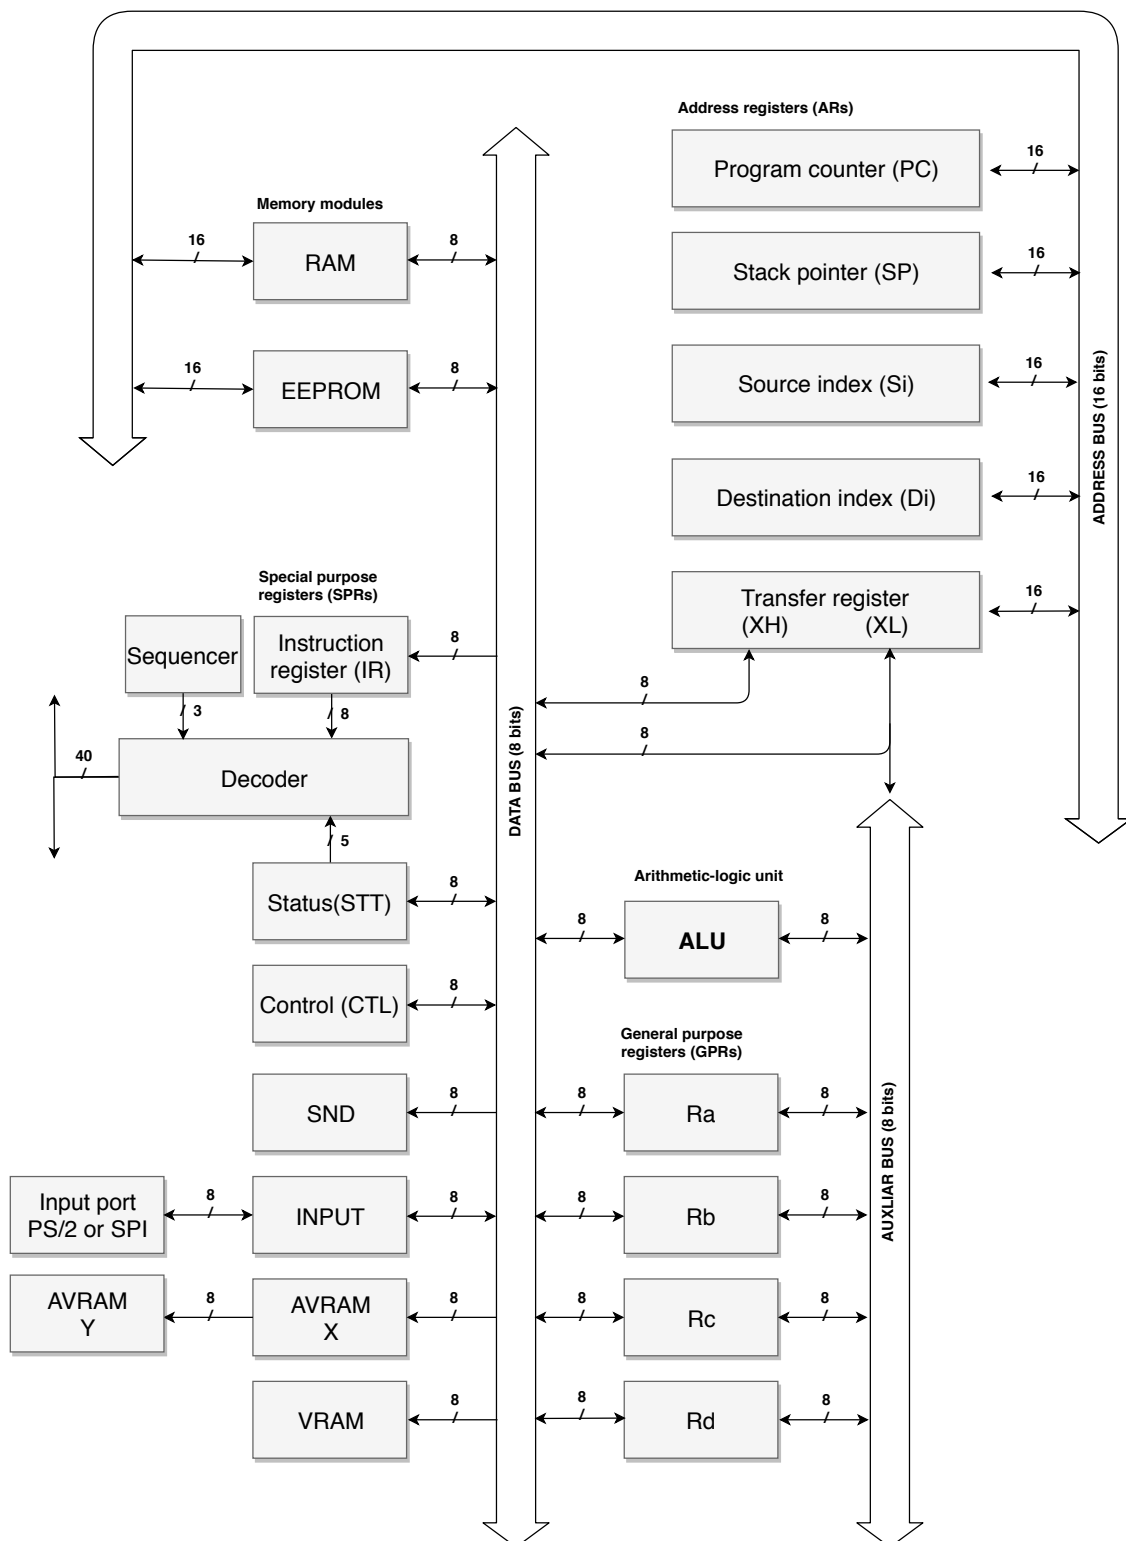 Address registers (ARs)
Program counter (PC)
16
Memory modules
16
RAM
8
Stack pointer (SP)
16
16
EEPROM
8
Source index (Si)
16
ADDRESS BUS (16 bits)
Destination index (Di)
16
Special purpose
registers (SPRs)
Transfer register
(XH) (XL)
16
Sequencer
Instruction
register (IR)
8
8
3
8
8
DATA BUS (8 bits)
40
Decoder
5
Status(STT)
8
Arithmetic-logic unit
8
ALU
8
Control (CTL)
8
General purpose
registers (GPRs)
SND
8
8
Ra
8
AUXLIAR BUS (8 bits)
Input port
PS/2 or SPI
8
INPUT
8
8
Rb
8
AVRAM
Y
8
AVRAM
X
8
8
Rc
8
VRAM
8
8
Rd
8